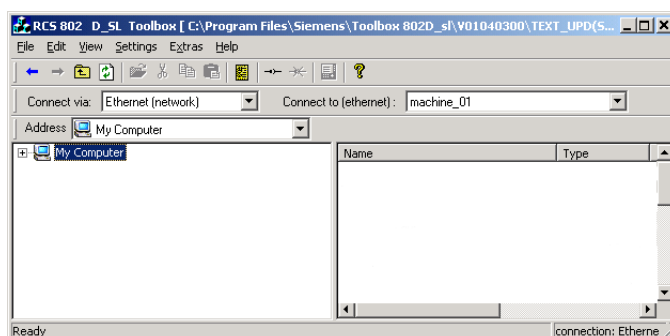 RCS 802 D_SL Toolbox [ C:\Program Files\Siemens\Toolbox 802D_sl\V01040300\TEXT_UPD(S...
File Edit View Settings Extras Help
Connect via: Ethernet (network) Connect to (ethernet) : machine_01
Address My Computer
My Computer Name Type
Ready connection: Etherne